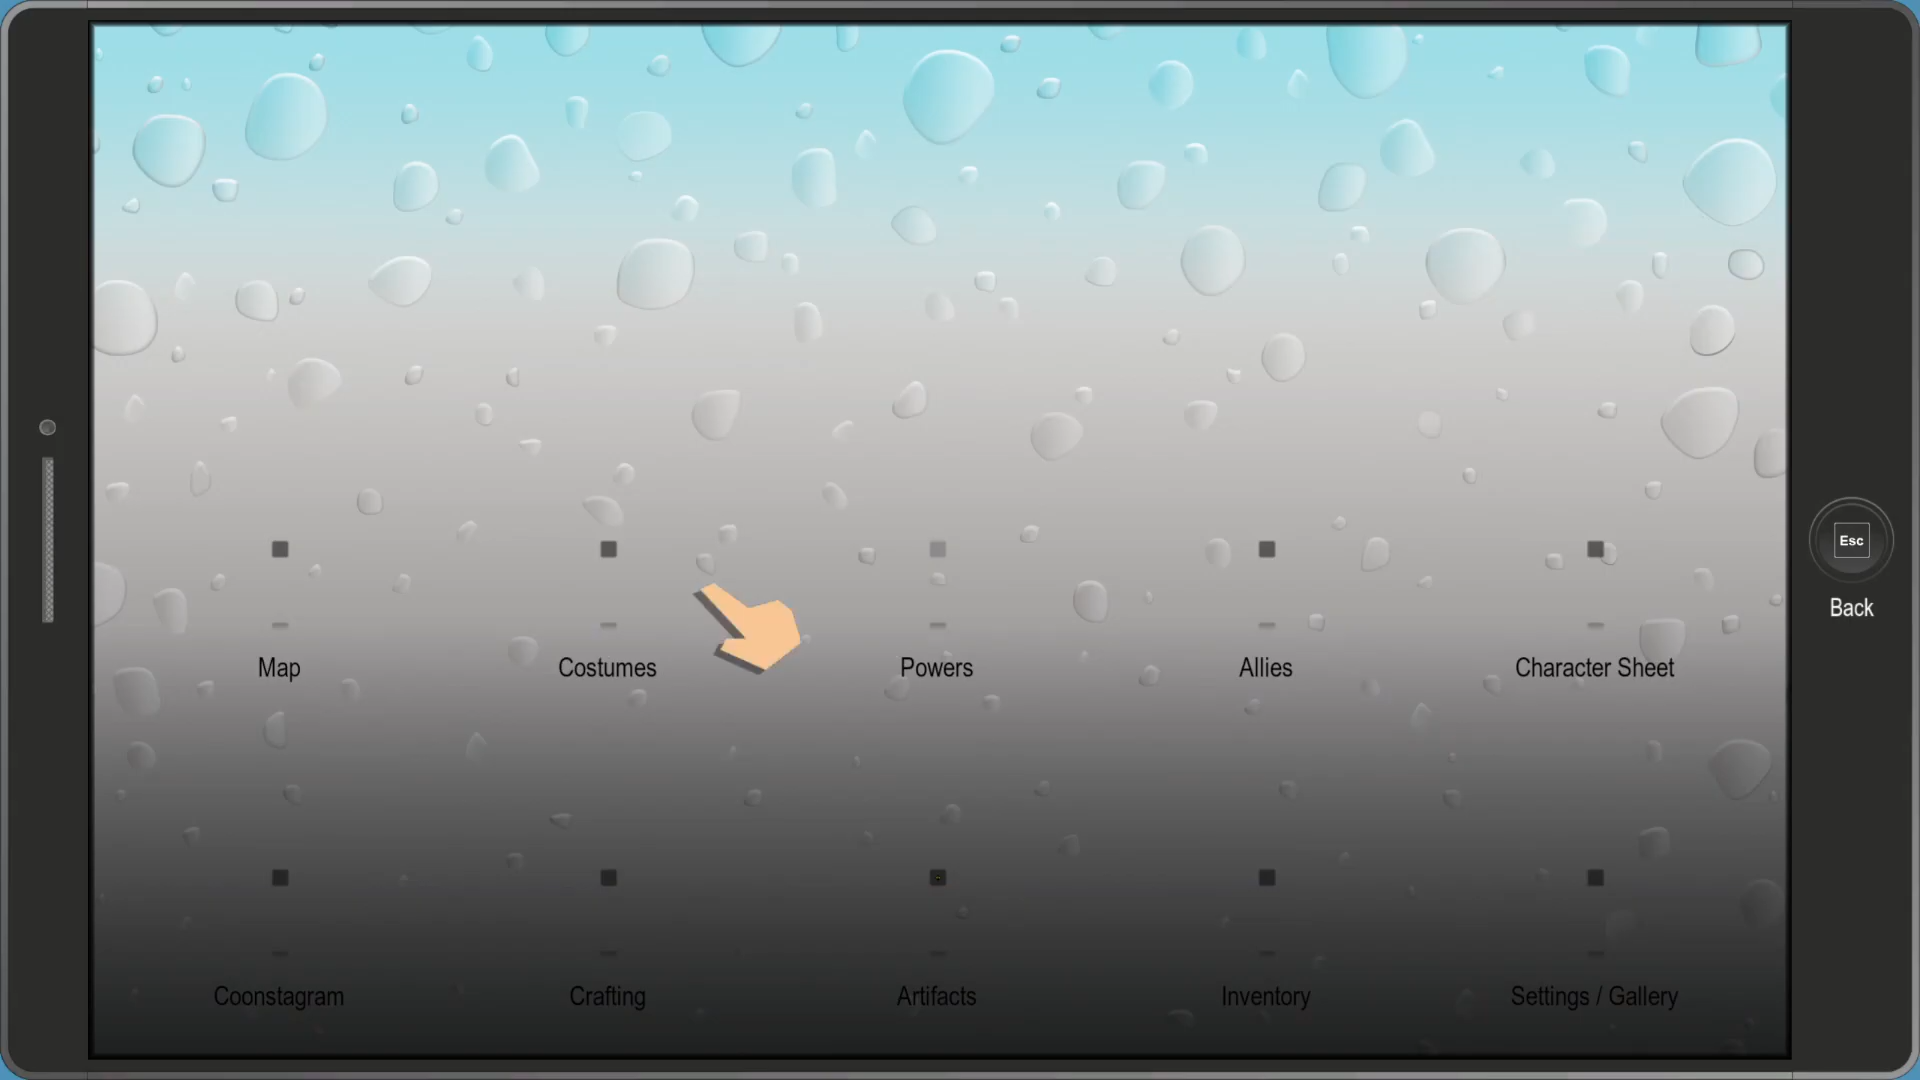 Esc
Back
Map
Costumes
Powers
Allies
Character Sheet
Coonstagram
Crafting
Artifacts
Inventory
Settings / Gallery